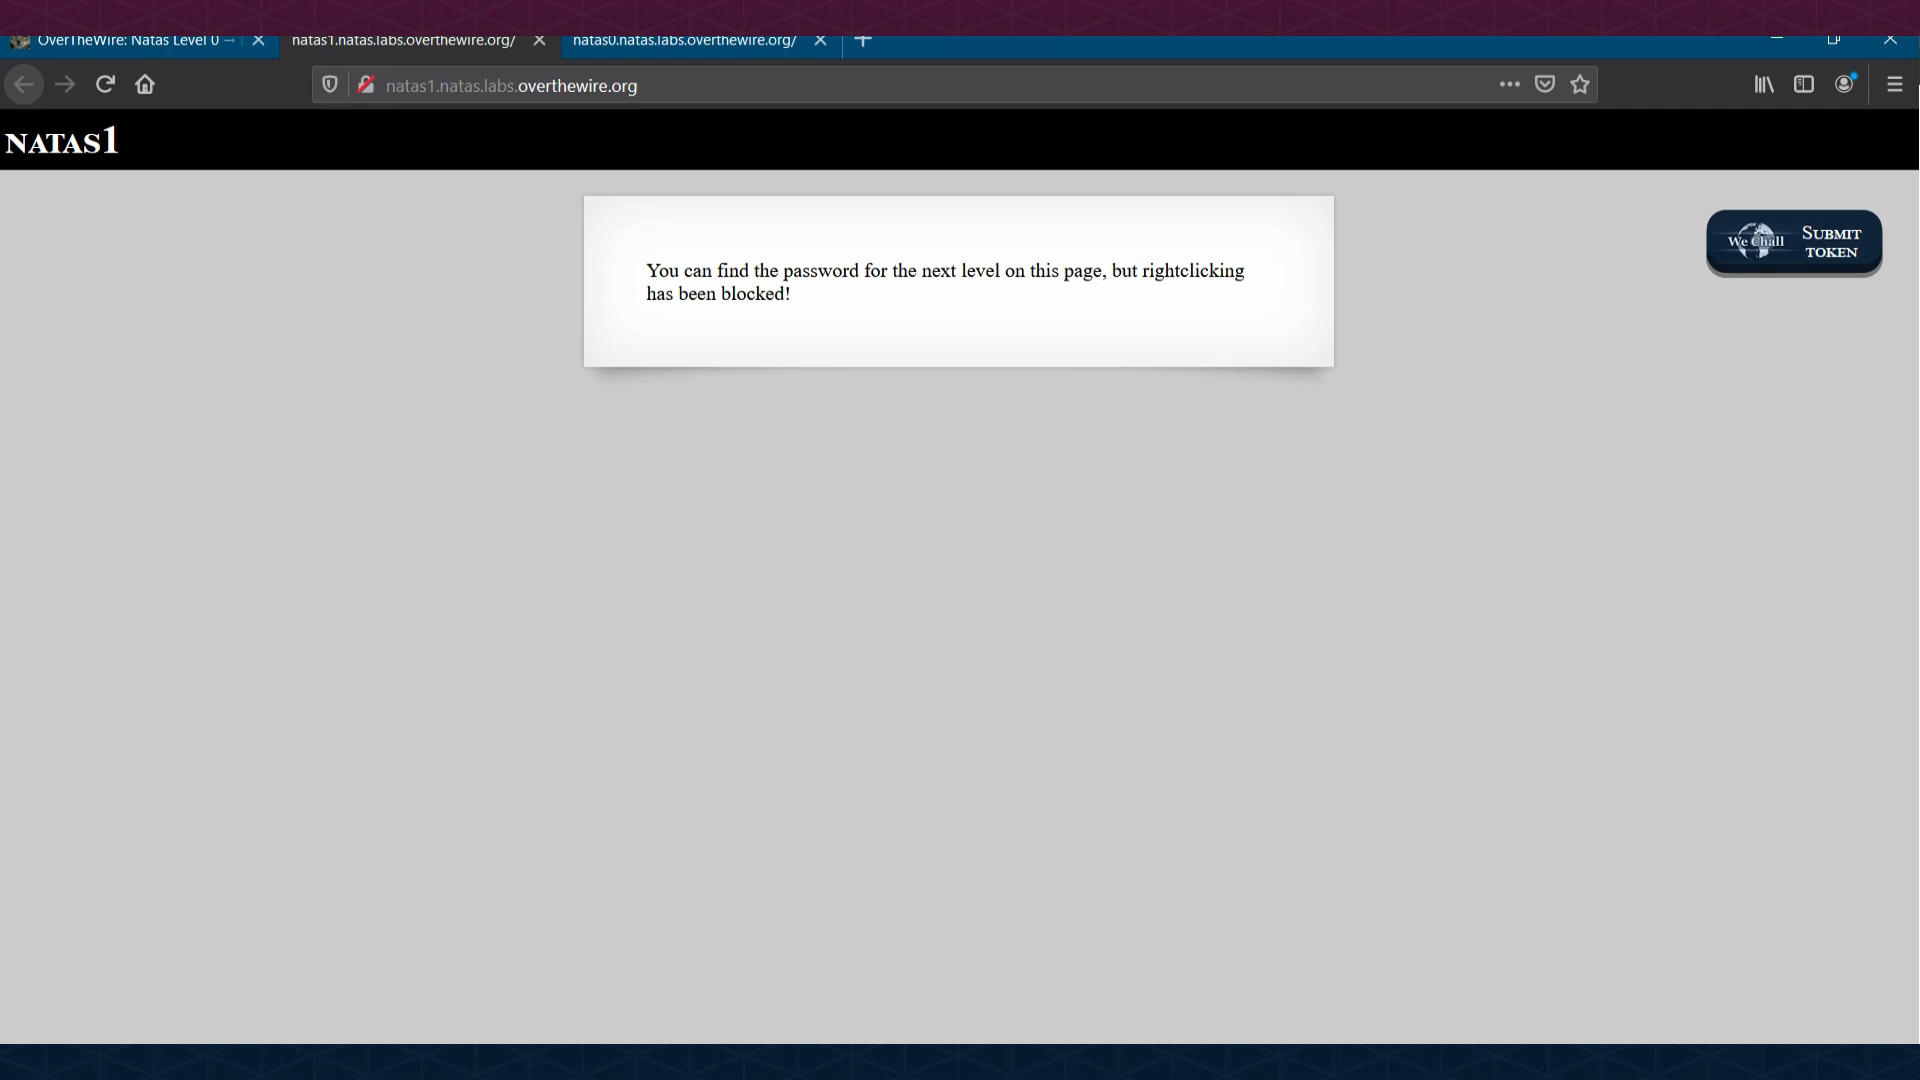 OverTheWire: Natas Level 0 →
natas1.natas.labs.overthewire.org/
natas0.natas.labs.overthewire.org/
natas1.natas.labs.overthewire.org
NATAS1
You can find the password for the next level on this page, but rightclicking
has been blocked!
We Chall
SUBMIT
TOKEN